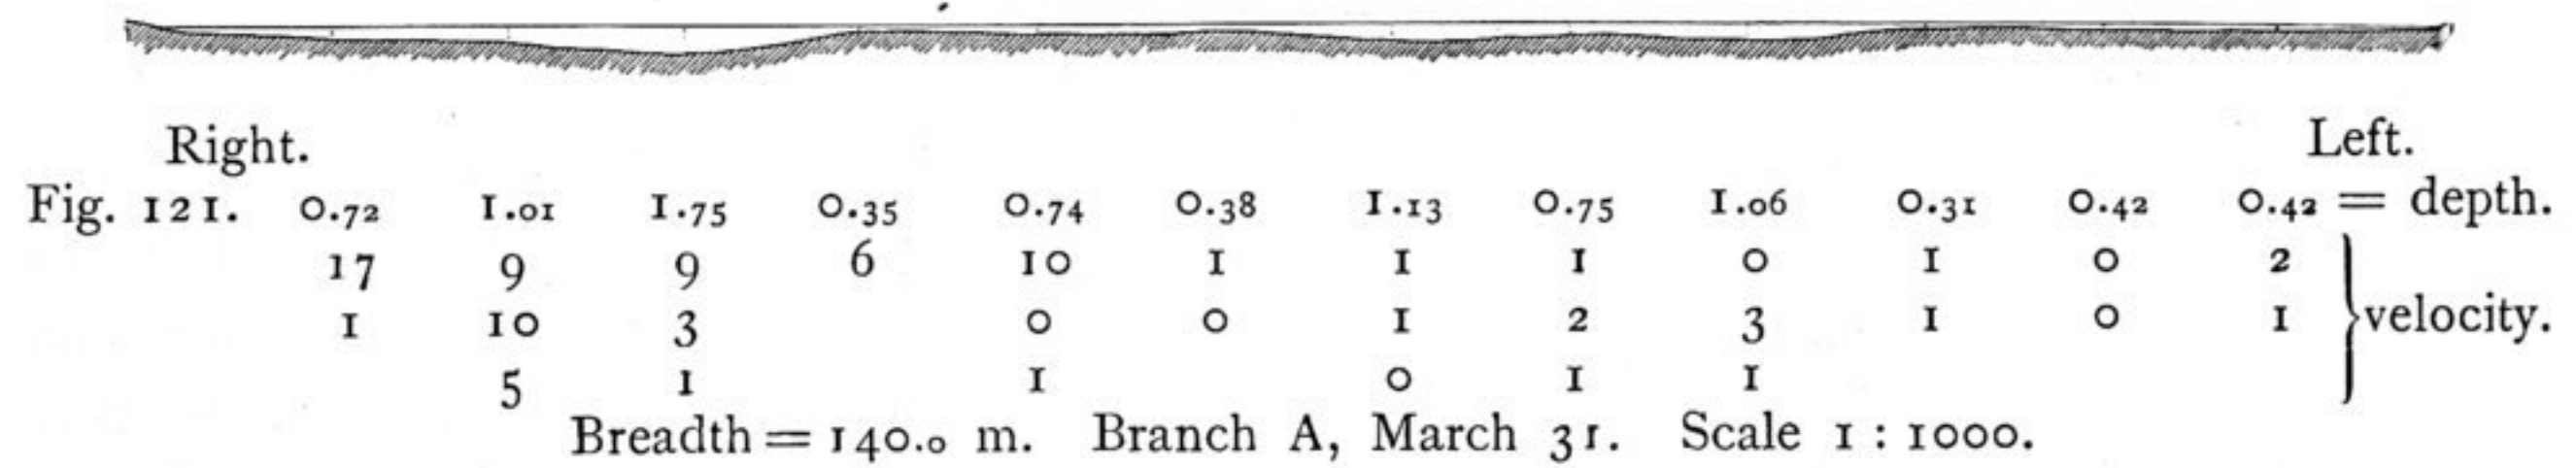 Right. Left.
Fig. 121. 0.72 1.01 1.75 0.35 0.74 0.38 1.13 0.75 1.06 0.31 0.42 0.42 = depth.
17 9 9 6 10 1 1 1 0 1 0 2
1 10 3 0 0 1 2 3 1 0 1 velocity.
5 1 1 0 1 1
Breadth = 140.0 m. Branch A, March 31. Scale 1 : 1000.